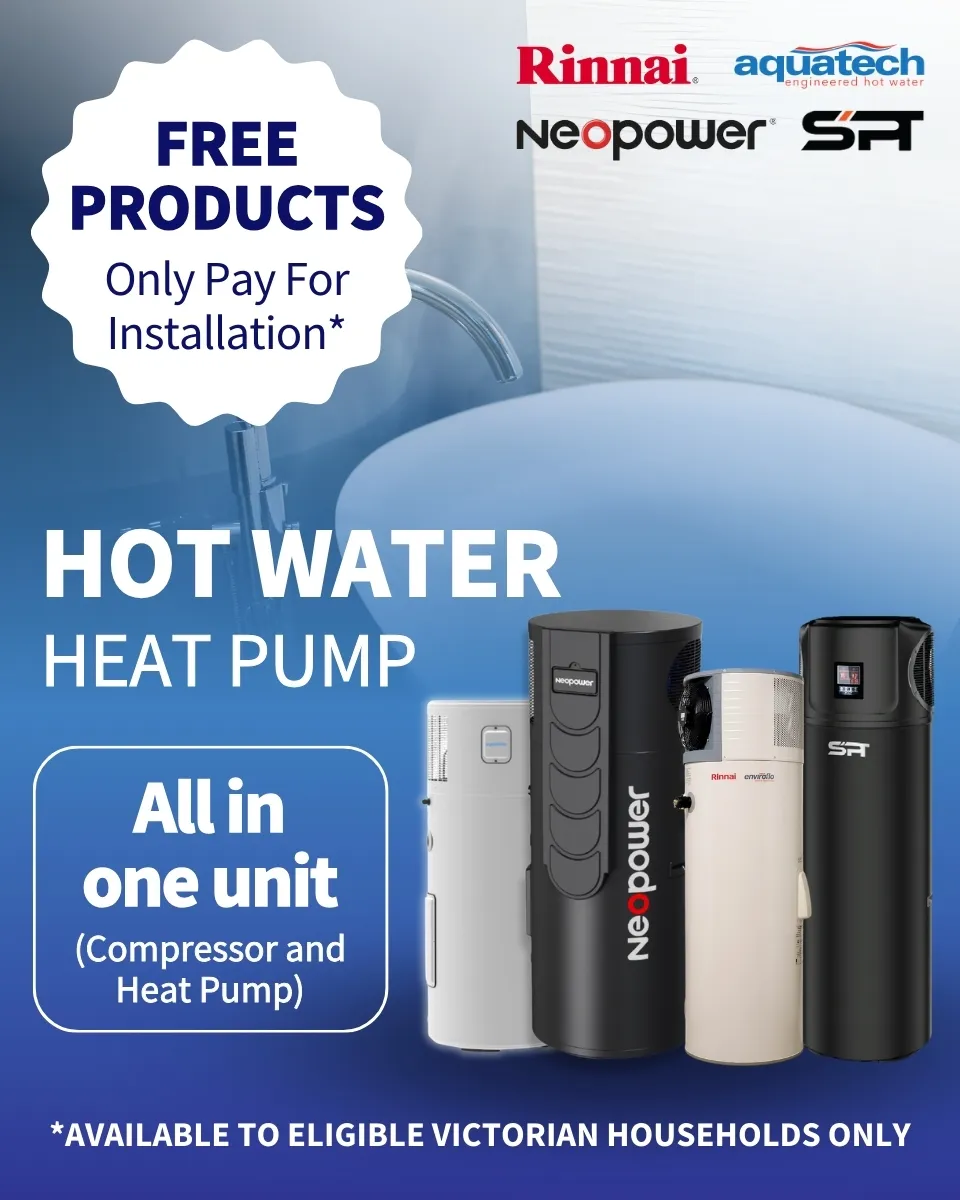 Rinnai®
aquatech
engineered hot water
Neopower®
SPT
FREE
PRODUCTS
Only Pay For
Installation*
HOT WATER
HEAT PUMP
All in
one unit
(Compressor and
Heat Pump)
Neopower
Neopower
Rinnai enviroflo
SPT
*AVAILABLE TO ELIGIBLE VICTORIAN HOUSEHOLDS ONLY